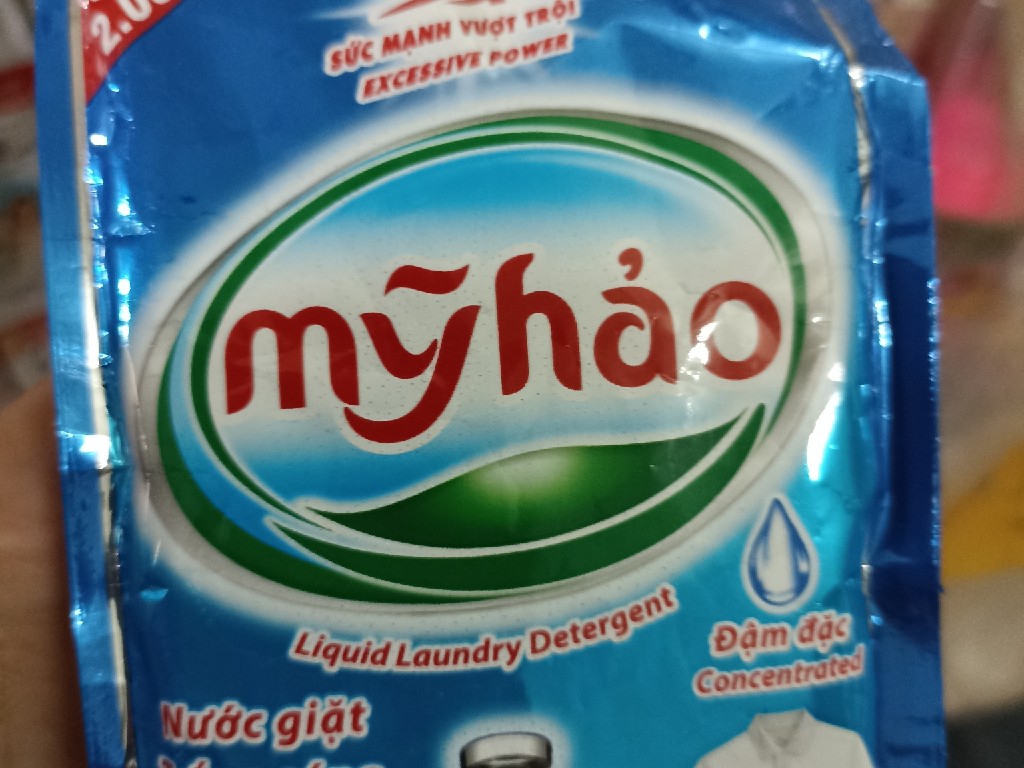 SỨC MẠNH VƯỢT TRỘI
EXCESSIVE POWER
mỹhảo
Liquid Laundry Detergent
Đậm đặc
Concentrated
Nước giặt